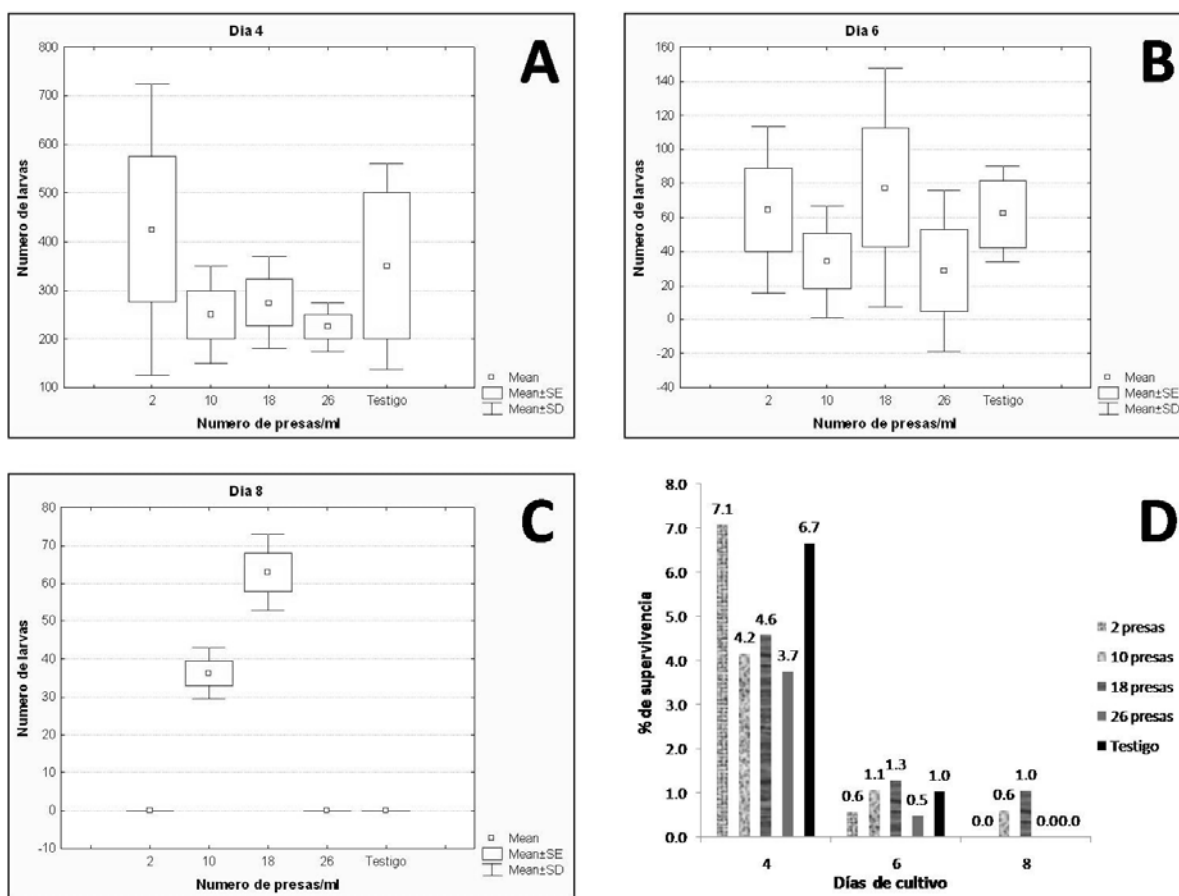 Dia 4
A
Numero de larvas
800
700
600
500
400
300
200
100
2 10 18 26 Testigo
Numero de presas/ml
Mean
Mean±SE
Mean±SD
Dia 6
B
Numero de larvas
160
140
120
100
80
60
40
20
0
-20
-40
2 10 18 26 Testigo
Numero de presas/ml
Mean
Mean±SE
Mean±SD
Dia 8
C
Numero de larvas
80
70
60
50
40
30
20
10
0
-10
2 10 18 26 Testigo
Numero de presas/ml
Mean
Mean±SE
Mean±SD
D
% de supervivencia
8.0
7.0
6.0
5.0
4.0
3.0
2.0
1.0
0.0
7.1 4.2 4.6 3.7 6.7
0.6 1.1 1.3 0.5 1.0
0.0 0.6 1.0 0.00.0
4 6 8
Días de cultivo
2 presas
10 presas
18 presas
26 presas
Testigo